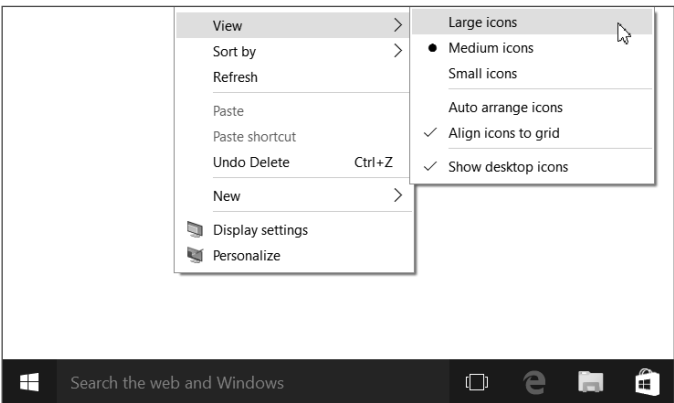 View
Sort by
Refresh
Paste
Paste shortcut
Undo Delete Ctrl+Z
New
Display settings
Personalize
Large icons
Medium icons
Small icons
Auto arrange icons
Align icons to grid
Show desktop icons
Search the web and Windows